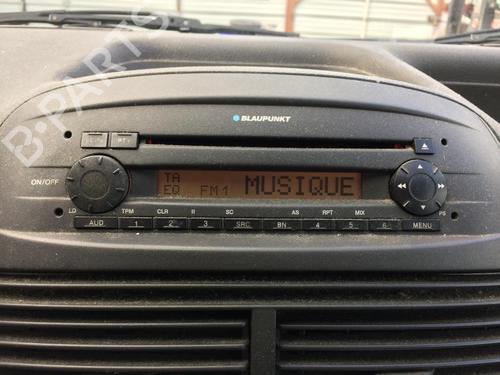 BLAUPUNKT
PTY
ON/OFF
TA
EQ FM1 MUSIQUE
LD TPM CLR II SC AS RPT MIX PS
AUD 1 2 3 SRC BN 4 5 6 MENU
B-PARTS